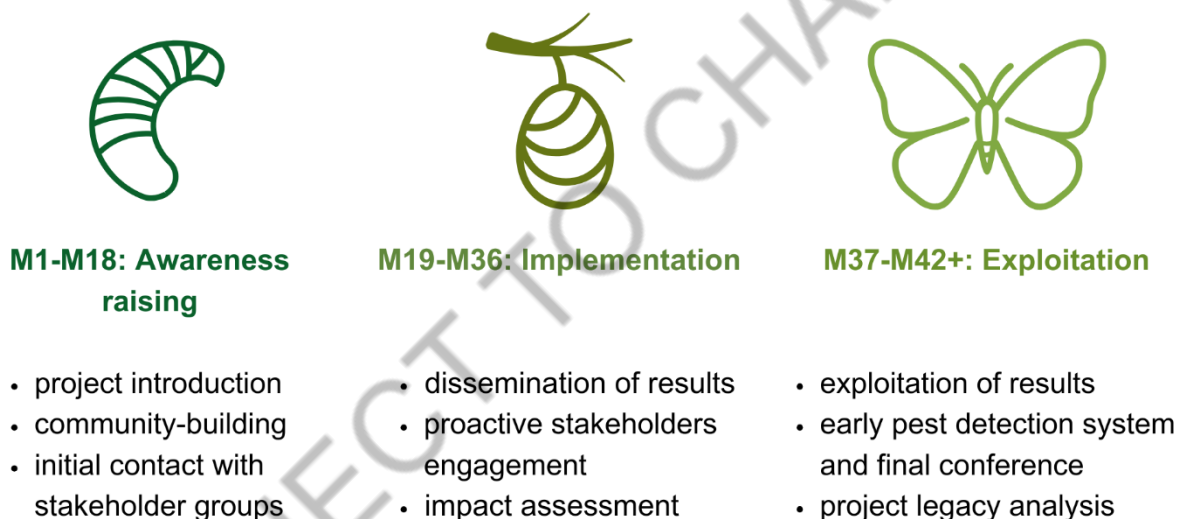 M1-M18: Awareness
raising
• project introduction
• community-building
• initial contact with
stakeholder groups
M19-M36: Implementation
• dissemination of results
• proactive stakeholders
engagement
• impact assessment
M37-M42+: Exploitation
• exploitation of results
• early pest detection system
and final conference
• project legacy analysis